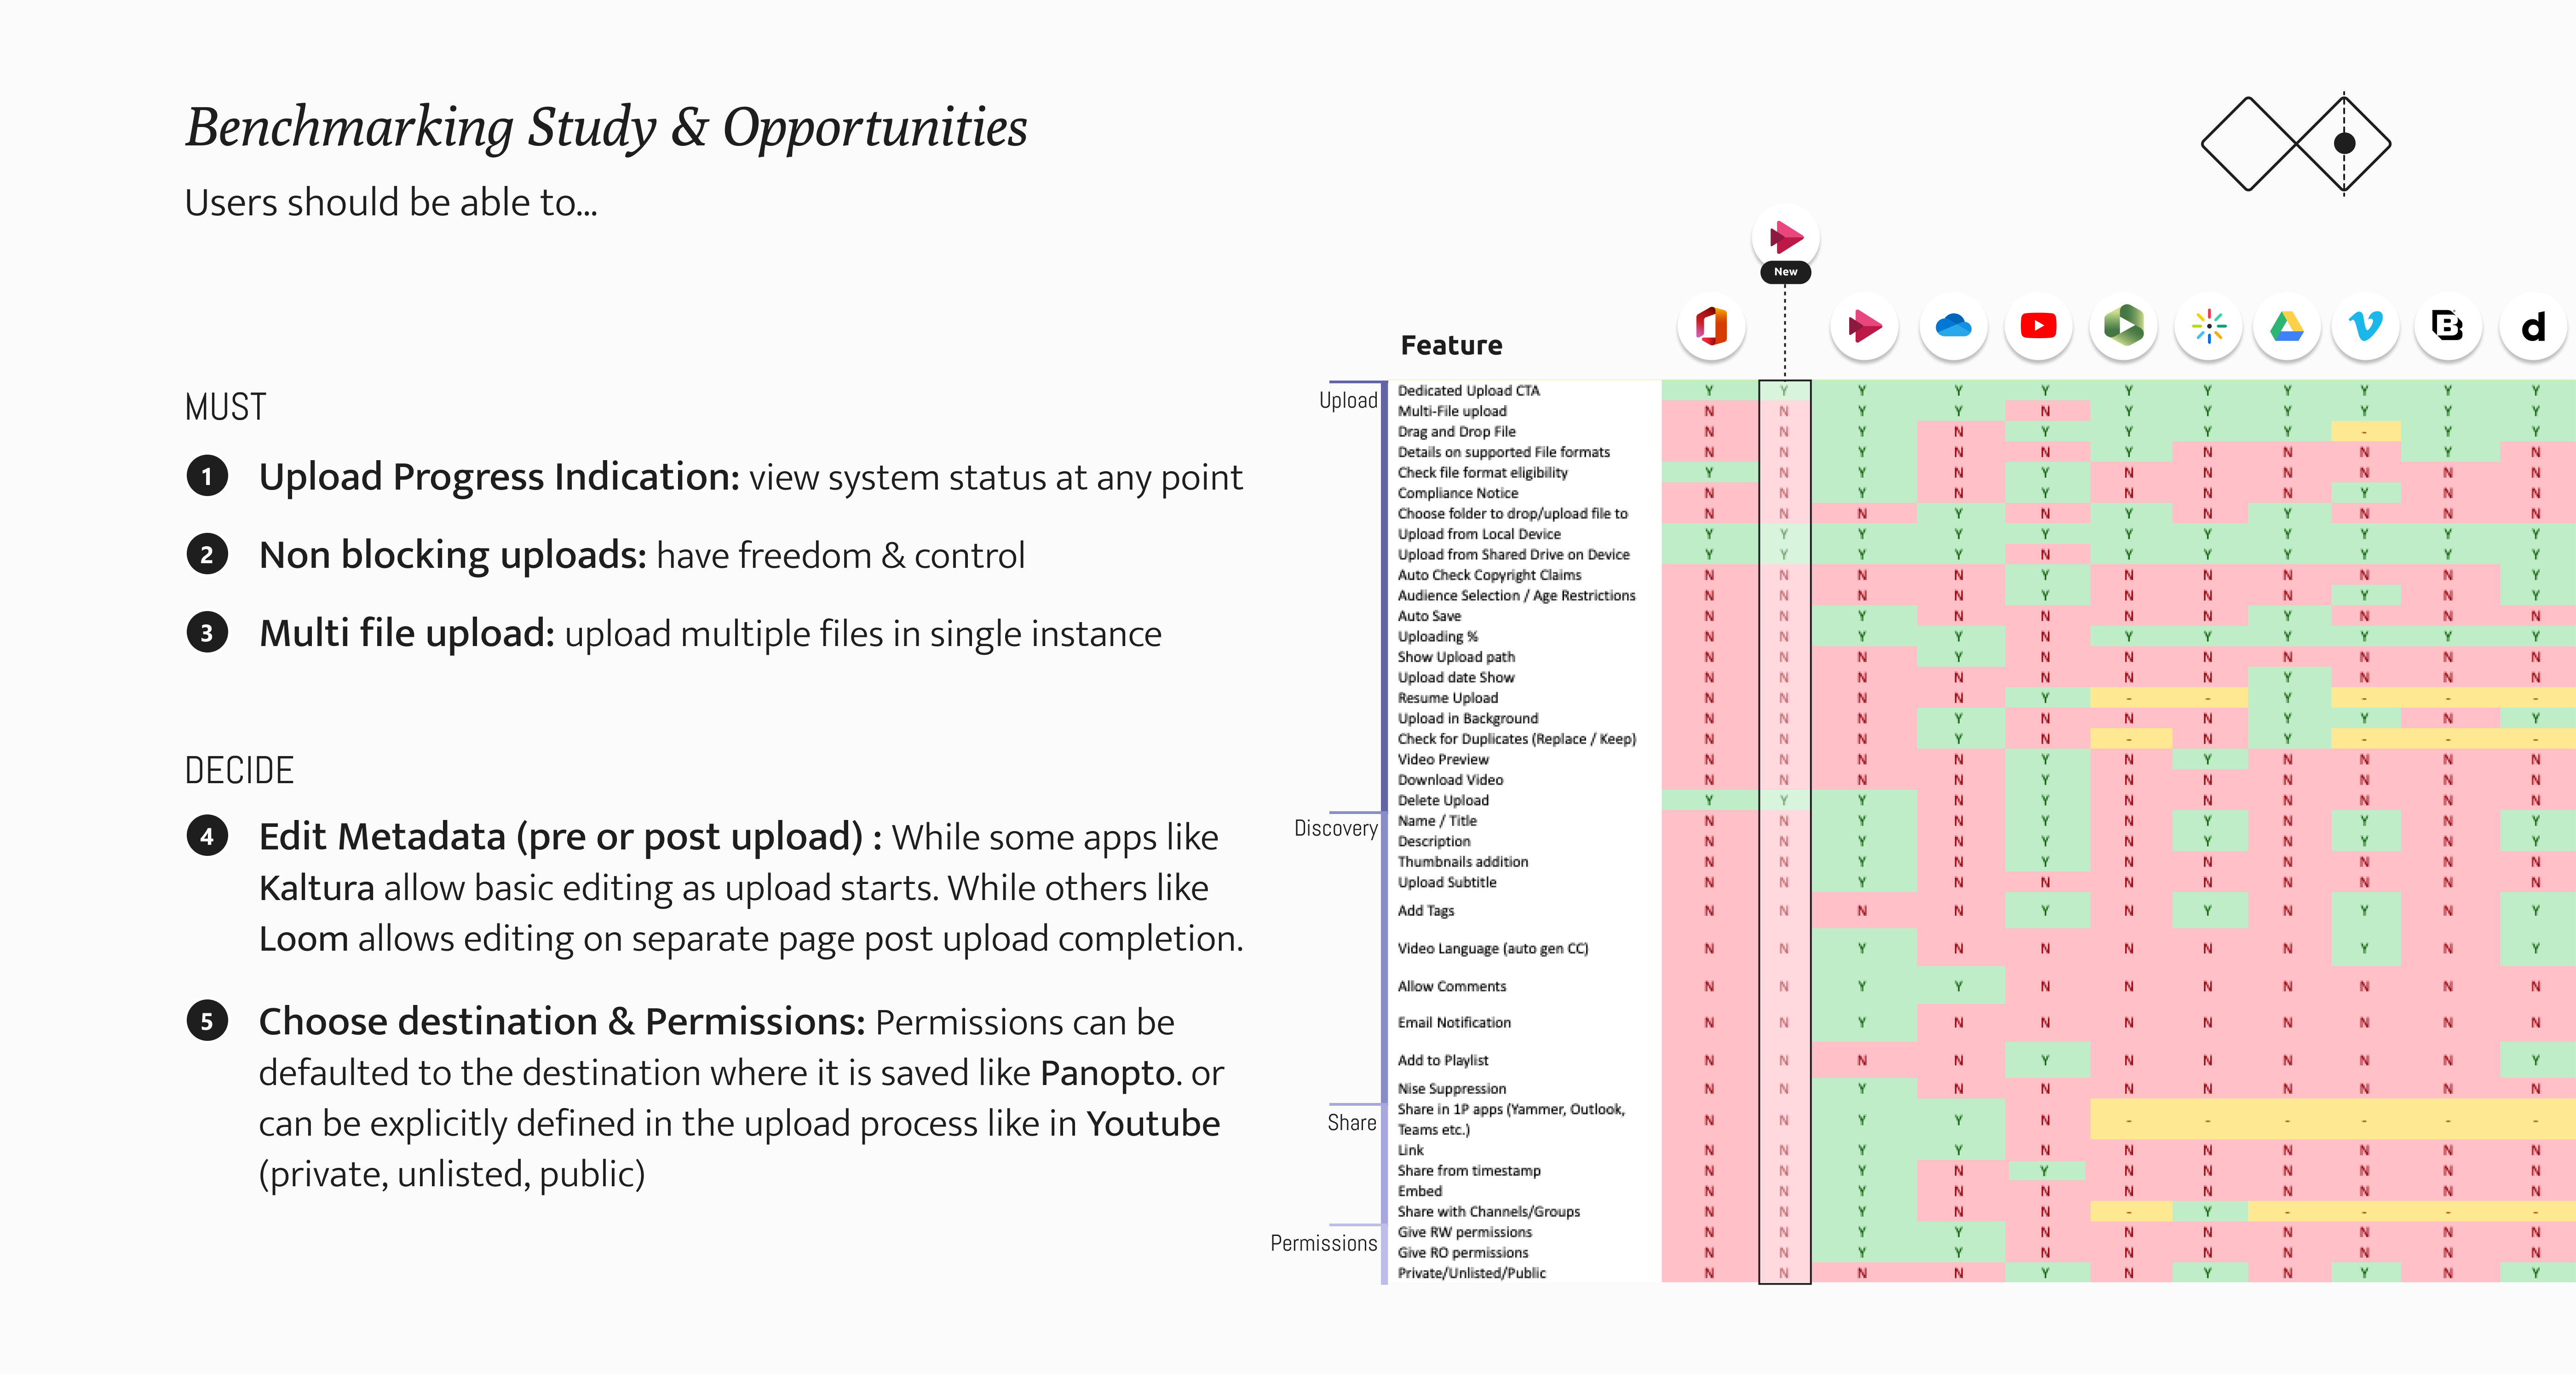 Benchmarking Study & Opportunities
Users should be able to...
MUST
1 Upload Progress Indication: view system status at any point
2 Non blocking uploads: have freedom & control
3 Multi file upload: upload multiple files in single instance
DECIDE
4 Edit Metadata (pre or post upload) : While some apps like
Kaltura allow basic editing as upload starts. While others like
Loom allows editing on separate page post upload completion.
5 Choose destination & Permissions: Permissions can be
defaulted to the destination where it is saved like Panopto. or
can be explicitly defined in the upload process like in Youtube
(private, unlisted, public)
New
B d
Feature
Upload
Dedicated Upload CTA Y Y Y Y Y Y Y Y Y Y Y
Multi-File upload N N Y Y N Y Y Y Y Y Y
Drag and Drop File N N Y N Y Y Y Y - Y Y
Details on supported File formats N N Y N N Y N N N Y N
Check file format eligibility Y N Y N Y N N N N N N
Compliance Notice N N Y N Y N N N Y N N
Choose folder to drop/upload file to N N N Y N Y N Y N N N
Upload from Local Device Y Y Y Y Y Y Y Y Y Y Y
Upload from Shared Drive on Device Y Y Y Y N Y Y Y Y Y Y
Auto Check Copyright Claims N N N N Y N N N N N Y
Audience Selection / Age Restrictions N N N N Y N N N Y N Y
Auto Save N N Y N N N N Y N N N
Uploading % N N Y Y N Y Y Y Y Y Y
Show Upload path N N N Y N N N N N N N
Upload date Show N N N N N N N Y N N N
Resume Upload N N N N Y - - Y - - -
Upload in Background N N N Y N N N Y Y N Y
Check for Duplicates (Replace / Keep) N N N Y N - N Y - - -
Video Preview N N N N Y N Y N N N N
Download Video N N N N Y N N N N N N
Delete Upload Y Y Y N Y N N N N N N
Discovery
Name / Title N N Y N Y N Y N Y N Y
Description N N Y N Y N Y N Y N Y
Thumbnails addition N N Y N Y N N N N N N
Upload Subtitle N N Y N N N N N N N N
Add Tags N N N N Y N Y N Y N Y
Video Language (auto gen CC) N N Y N N N N N Y N Y
Allow Comments N N Y Y N N N N N N N
Email Notification N N Y N N N N N N N N
Add to Playlist N N N N Y N N N N N Y
Nise Suppression N N Y N N N N N N N N
Share
Share in 1P apps (Yammer, Outlook,
Teams etc.) N N Y Y N - - - - - -
Link N N Y Y N N N N N N N
Share from timestamp N N Y N Y N N N N N N
Embed N N Y N N N N N N N N
Share with Channels/Groups N N Y N N - Y - - - -
Permissions
Give RW permissions N N Y Y N N N N N N N
Give RO permissions N N Y Y N N N N N N N
Private/Unlisted/Public N N N N Y N Y N Y N Y